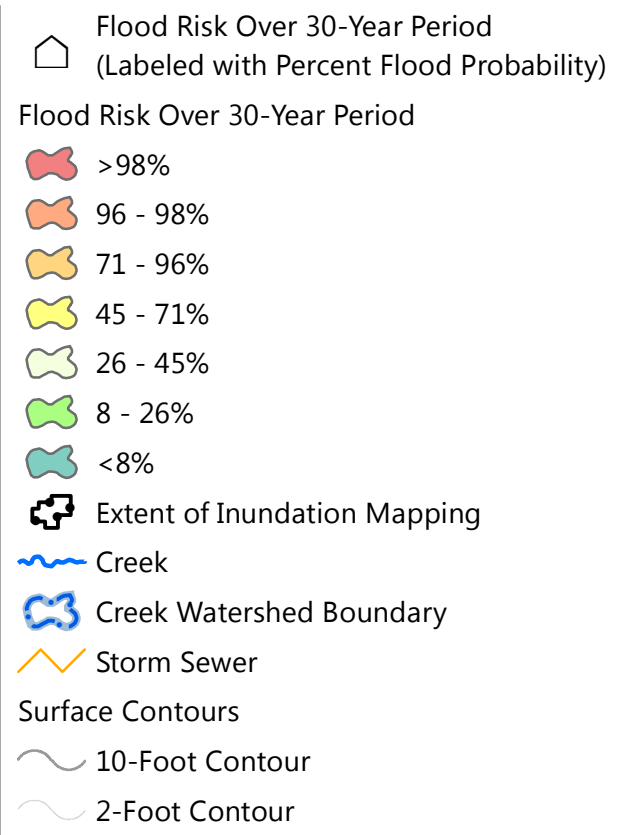 Flood Risk Over 30-Year Period
(Labeled with Percent Flood Probability)
Flood Risk Over 30-Year Period
>98%
96 - 98%
71 - 96%
45 - 71%
26 - 45%
8 - 26%
<8%
Extent of Inundation Mapping
Creek
Creek Watershed Boundary
Storm Sewer
Surface Contours
10-Foot Contour
2-Foot Contour